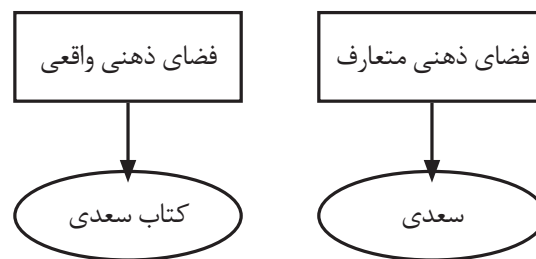 فضای ذهنی متعارف
فضای ذهنی واقعی
سعدی
کتاب سعدی